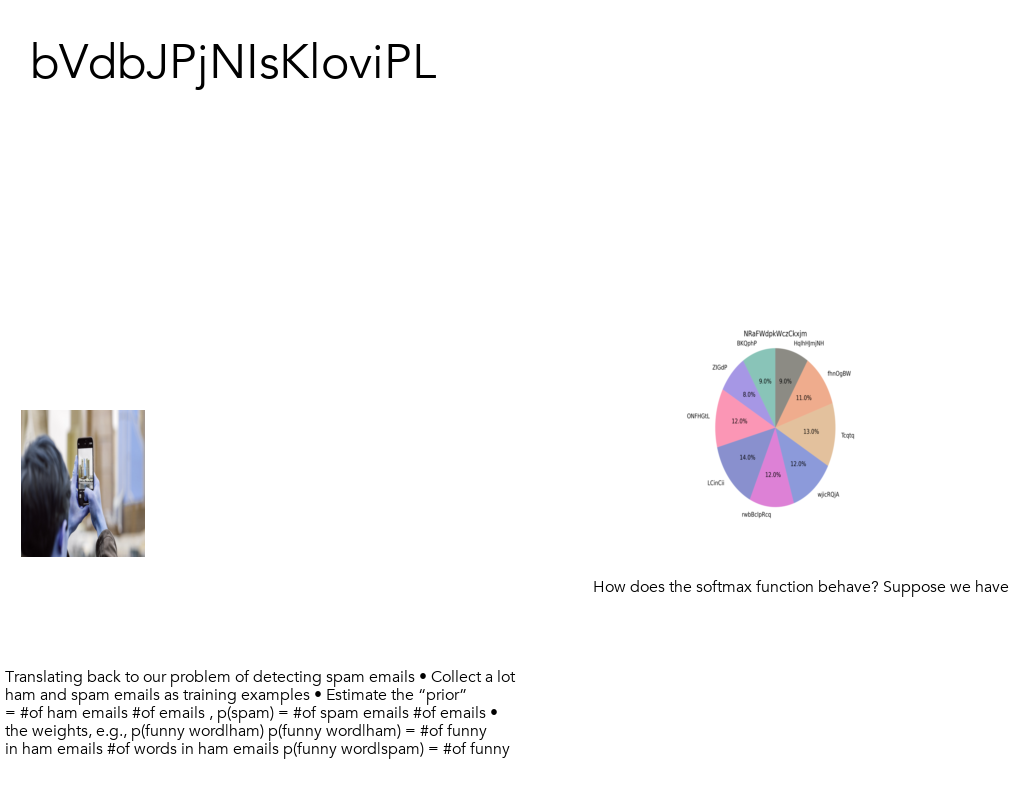 bVdbJPjNIsKloviPL
NRaFWdpkWczCkxjm
BKQphP
HqlhHjmjNH
ZIGdP
fhnOgBW
9.0%
9.0%
8.0%
11.0%
ONFHGtL
12.0%
13.0%
Tcqtq
14.0%
12.0%
12.0%
LCinCii
wjicRQjA
rwbBclpRcq
How does the softmax function behave? Suppose we have
Translating back to our problem of detecting spam emails • Collect a lot
ham and spam emails as training examples • Estimate the “prior”
= #of ham emails #of emails , p(spam) = #of spam emails #of emails •
the weights, e.g., p(funny word|ham) p(funny word|ham) = #of funny
in ham emails #of words in ham emails p(funny word|spam) = #of funny